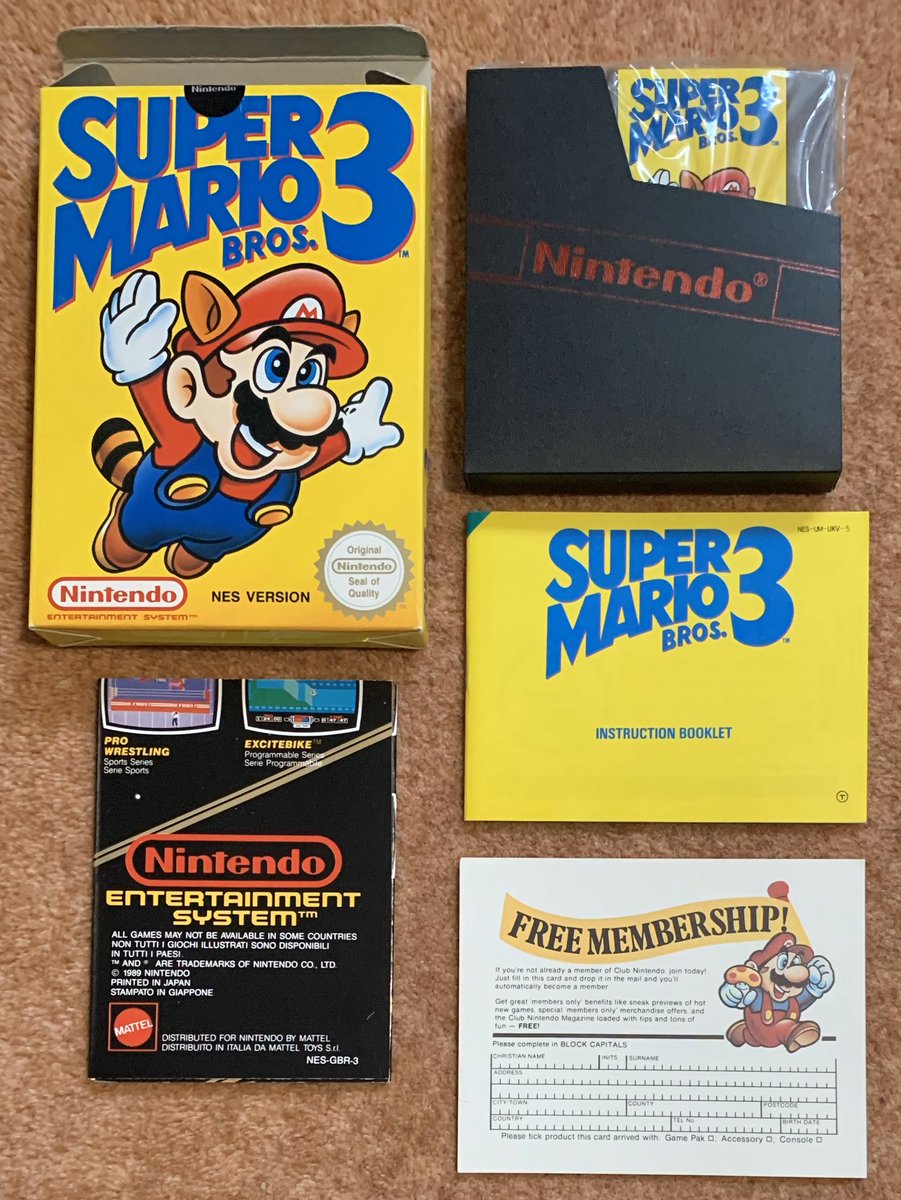 Nintendo
SUPER
MARIO
BROS. 3
TM
M
Original
Nintendo
Seal of
Quality
Nintendo
ENTERTAINMENT SYSTEM™
NES VERSION
SUPER
MARIO
BROS. 3
Nintendo®
NES-UM-UKV-5
SUPER
MARIO
BROS. 3
TM
INSTRUCTION BOOKLET
T
PRO
WRESTLING
Sports Series
Serie Sports
1:24:00
0:47:47
EXCITEBIKE™
Programmable Series
Serie Programmabile
Nintendo
ENTERTAINMENT
SYSTEM™
ALL GAMES MAY NOT BE AVAILABLE IN SOME COUNTRIES
NON TUTTI I GIOCHI ILLUSTRATI SONO DISPONIBILI
IN TUTTI I PAESI.
™ AND ® ARE TRADEMARKS OF NINTENDO CO., LTD.
© 1989 NINTENDO
PRINTED IN JAPAN
STAMPATO IN GIAPPONE
MATTEL
DISTRIBUTED FOR NINTENDO BY MATTEL
DISTRIBUITO IN ITALIA DA MATTEL TOYS S.r.l.
NES-GBR-3
FREE MEMBERSHIP!
If you're not already a member of Club Nintendo, join today!
Just fill in this card and drop it in the mail and you'll
automatically become a member.
Get great 'members only' benefits like sneak previews of hot
new games, special 'members only' merchandise offers, and
the Club Nintendo Magazine loaded with tips and tons of
fun — FREE!
Please complete in BLOCK CAPITALS
CHRISTIAN NAME INITS. SURNAME
ADDRESS
CITY/TOWN COUNTY POSTCODE
COUNTRY TEL No. BIRTH DATE
Please tick product this card arrived with: Game Pak □; Accessory □; Console □